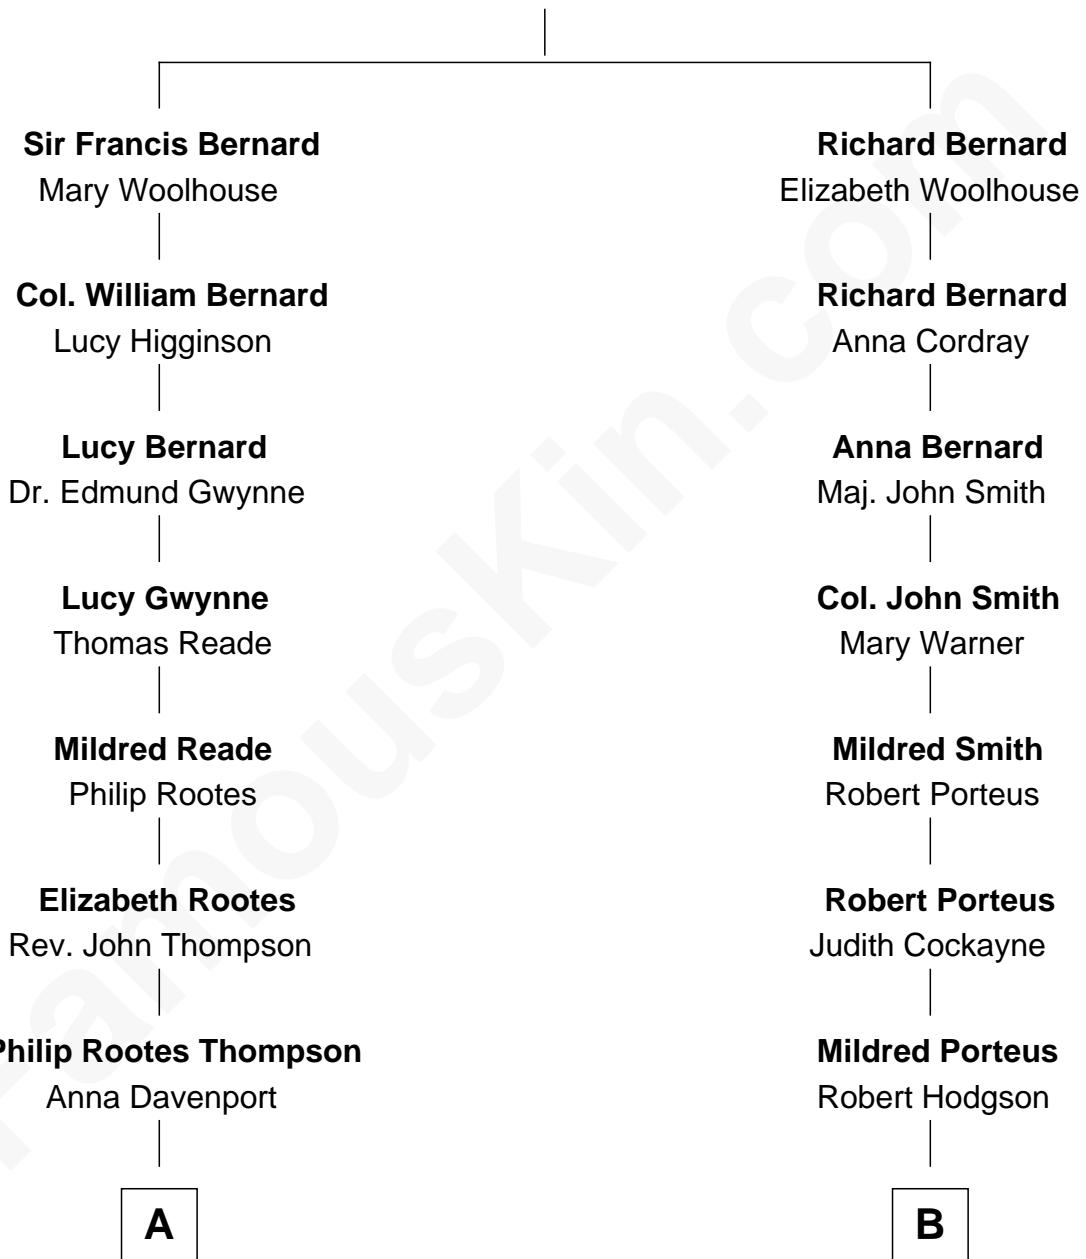 Sir Francis Bernard
Mary Woolhouse
Richard Bernard
Elizabeth Woolhouse
Col. William Bernard
Lucy Higginson
Richard Bernard
Anna Cordray
Lucy Bernard
Dr. Edmund Gwynne
Anna Bernard
Maj. John Smith
Lucy Gwynne
Thomas Reade
Col. John Smith
Mary Warner
Mildred Reade
Philip Rootes
Mildred Smith
Robert Porteus
Elizabeth Rootes
Rev. John Thompson
Robert Porteus
Judith Cockayne
Philip Rootes Thompson
Anna Davenport
Mildred Porteus
Robert Hodgson
A
B
FamousKin.com